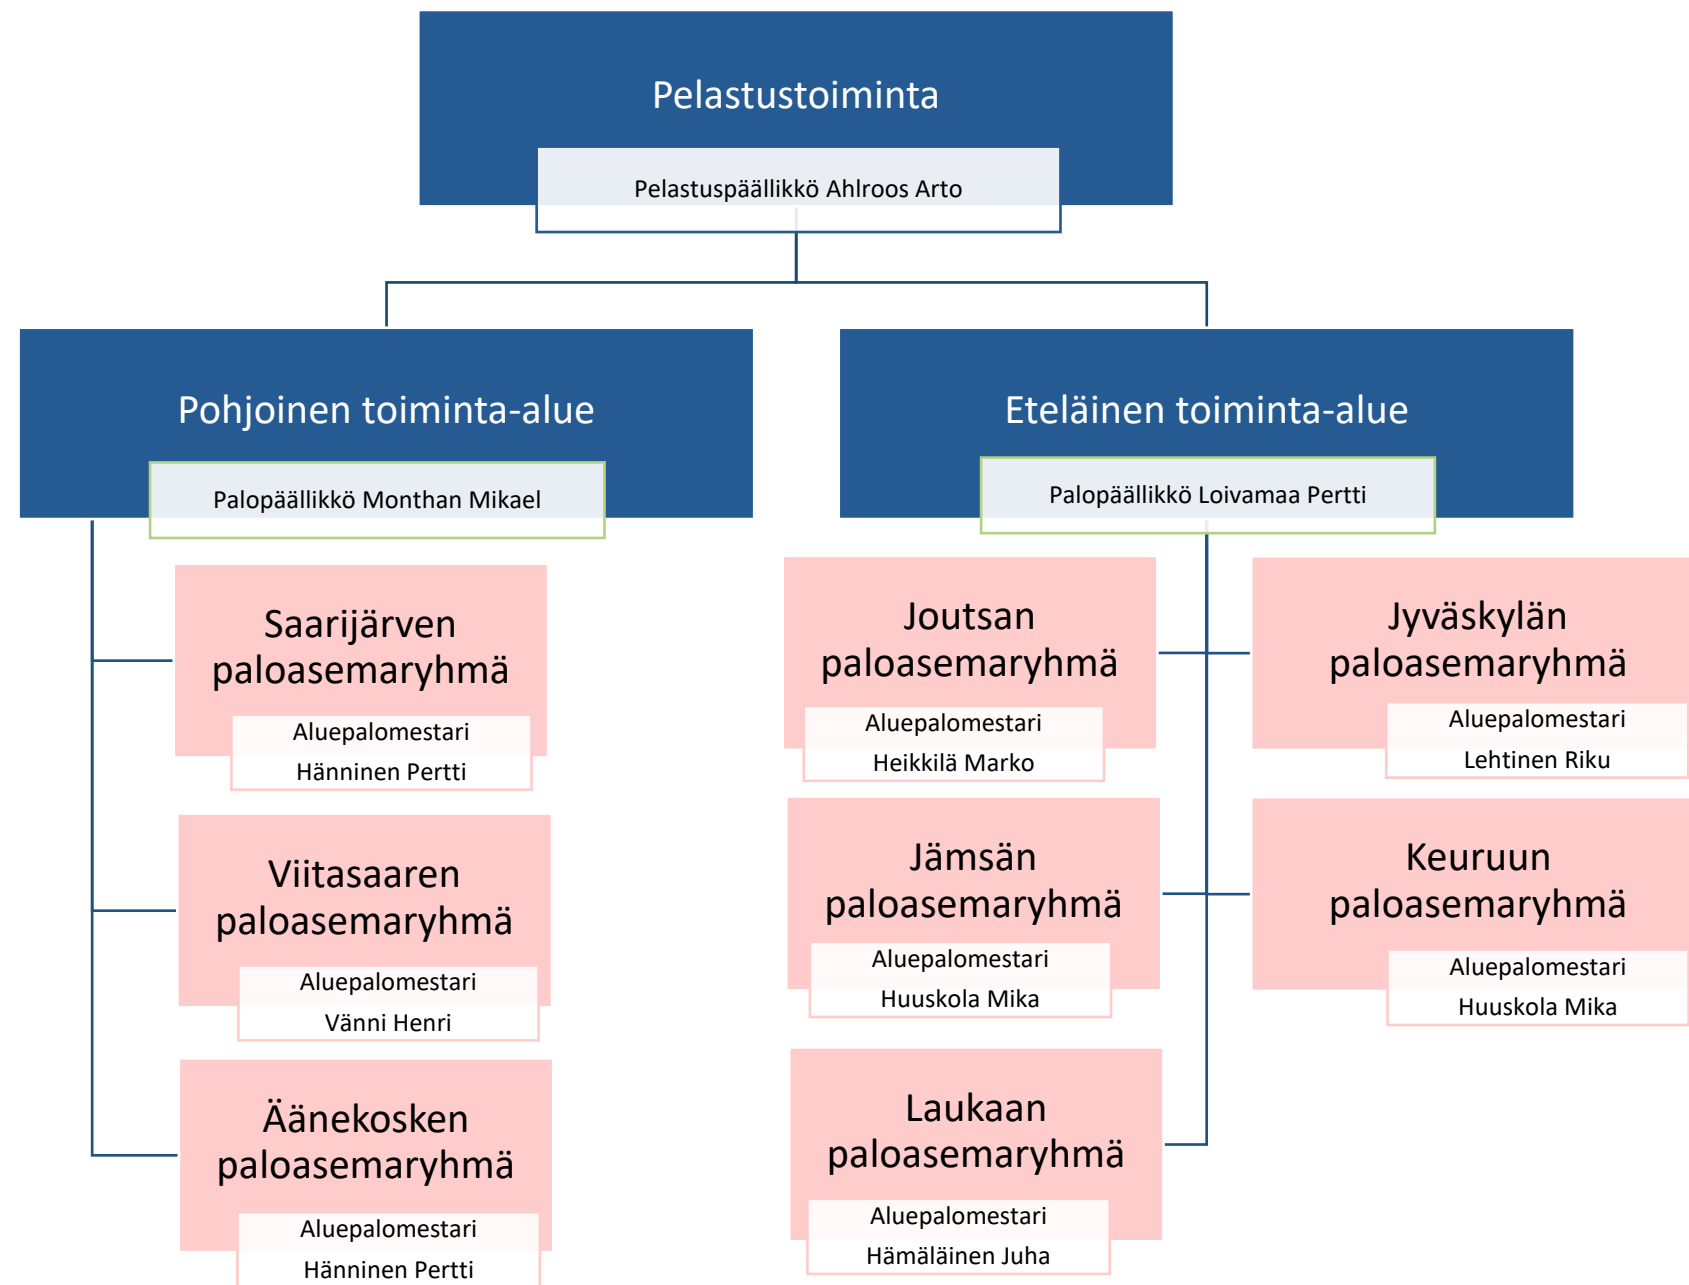 Pelastustoiminta
Pelastuspäällikkö Ahlroos Arto
Pohjoinen toiminta-alue
Palopäällikkö Monthan Mikael
Saarijärven
paloasemaryhmä
Aluepalomestari
Hänninen Pertti
Viitasaaren
paloasemaryhmä
Aluepalomestari
Vänni Henri
Äänekosken
paloasemaryhmä
Aluepalomestari
Hänninen Pertti
Eteläinen toiminta-alue
Palopäällikkö Loivamaa Pertti
Joutsan
paloasemaryhmä
Aluepalomestari
Heikkilä Marko
Jyväskylän
paloasemaryhmä
Aluepalomestari
Lehtinen Riku
Jämsän
paloasemaryhmä
Aluepalomestari
Huuskola Mika
Keuruun
paloasemaryhmä
Aluepalomestari
Huuskola Mika
Laukaan
paloasemaryhmä
Aluepalomestari
Hämäläinen Juha